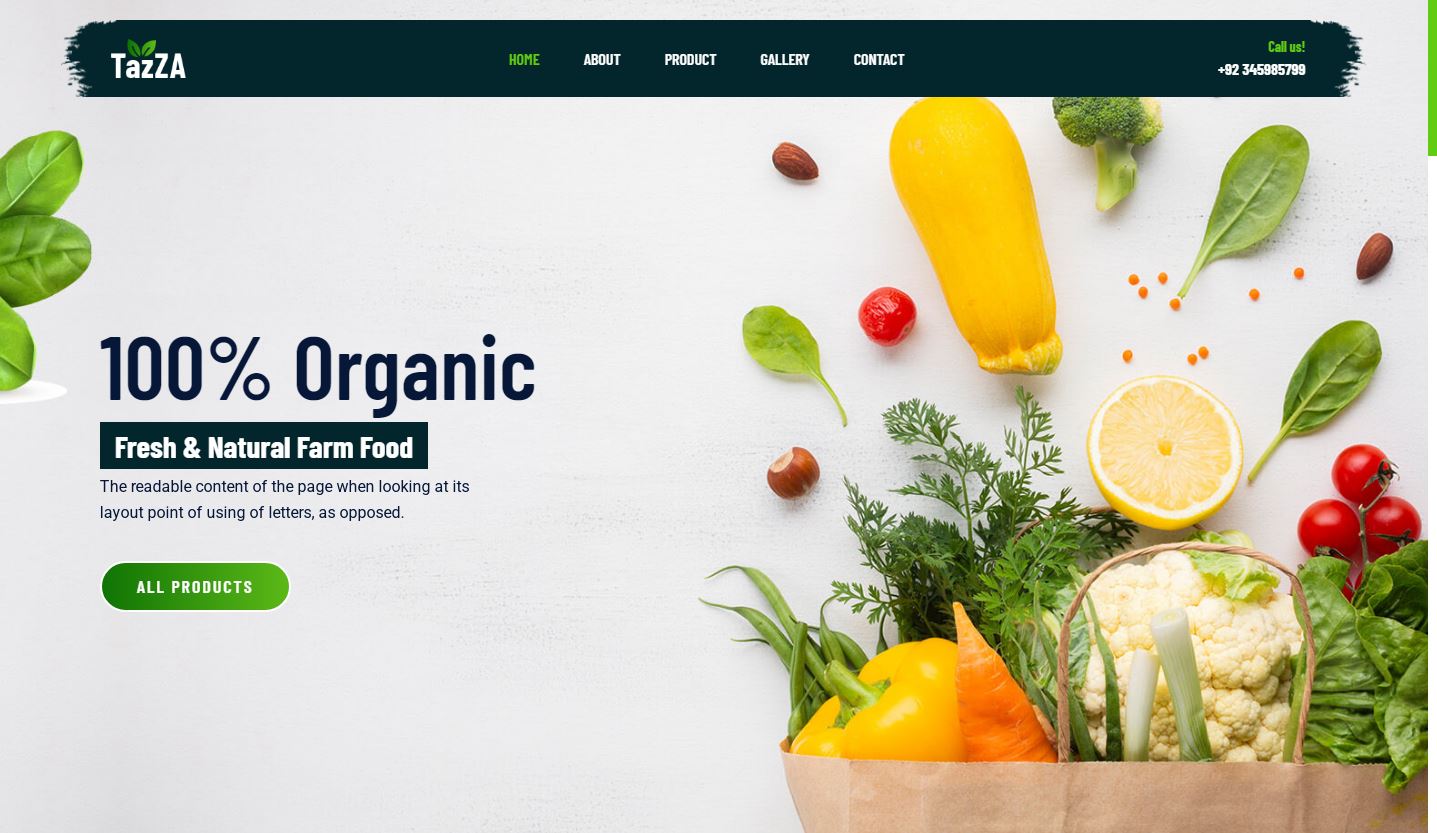 TazZA
HOME ABOUT PRODUCT GALLERY CONTACT
Call us!
+92 345985799
100% Organic
Fresh & Natural Farm Food
The readable content of the page when looking at its
layout point of using of letters, as opposed.
ALL PRODUCTS